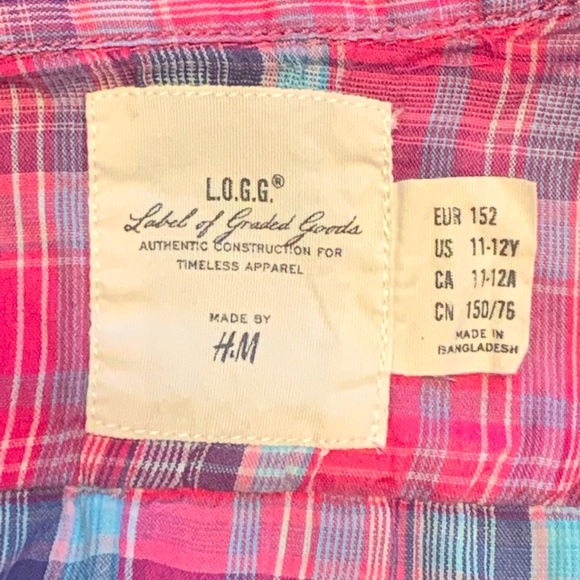 L.O.G.G.®
Label of Graded Goods
AUTHENTIC CONSTRUCTION FOR
TIMELESS APPAREL
MADE BY
H&M
EUR 152
US 11-12Y
CA 11-12A
CN 150/76
MADE IN
BANGLADESH